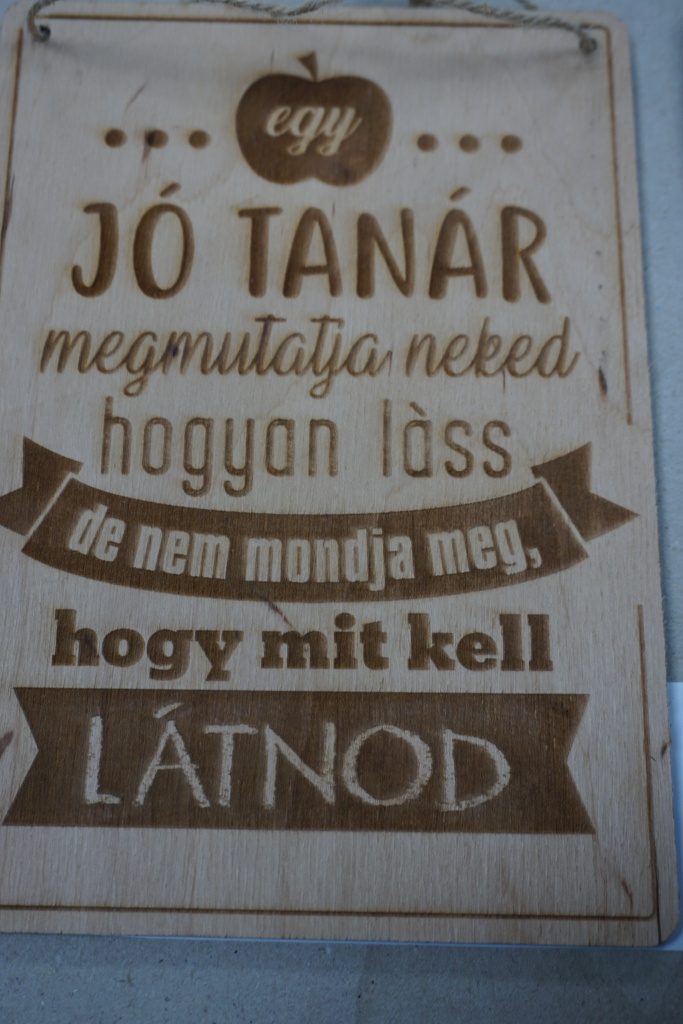 egy
JÓ TANÁR
megmutatja neked
hogyan làss
de nem mondja meg,
hogy mit kell
LÁTNOD